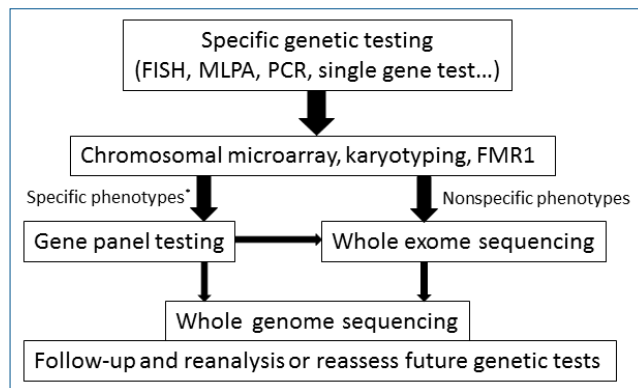 Specific genetic testing
(FISH, MLPA, PCR, single gene test...)
Chromosomal microarray, karyotyping, FMR1
Specific phenotypes*
Nonspecific phenotypes
Gene panel testing
Whole exome sequencing
Whole genome sequencing
Follow-up and reanalysis or reassess future genetic tests